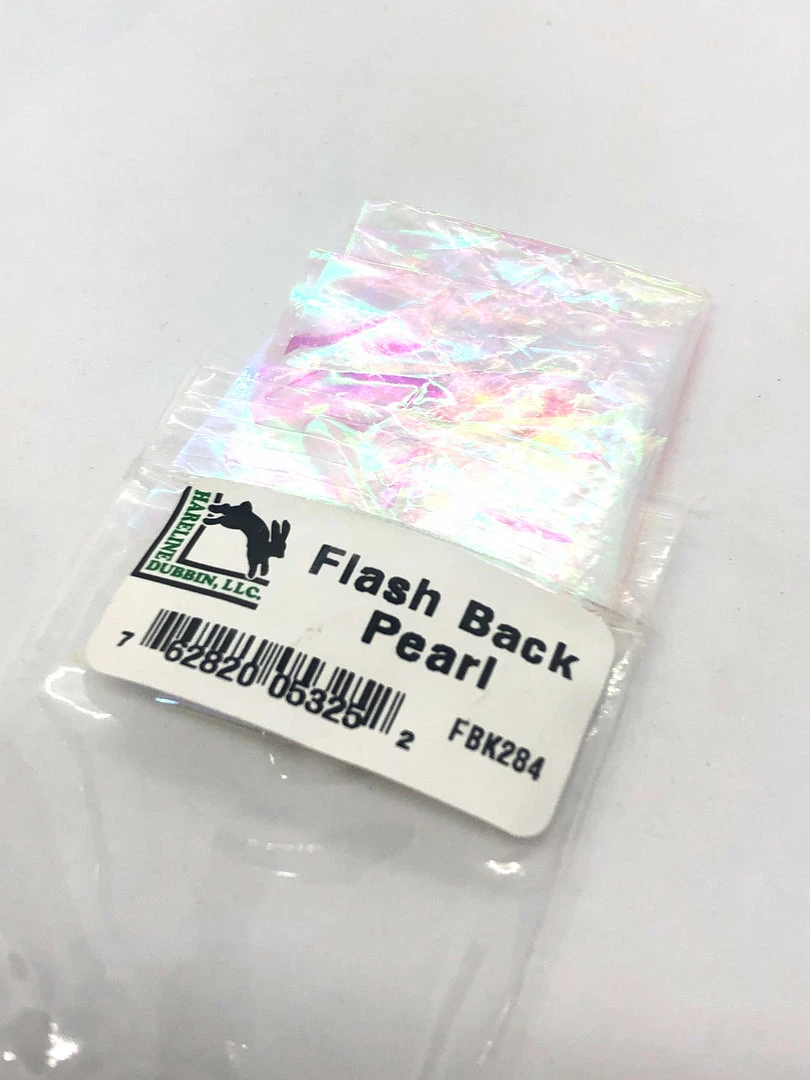 HARELINE
DUBBIN, LLC.
Flash Back
Pearl
7 62820 05325 2
FBK284